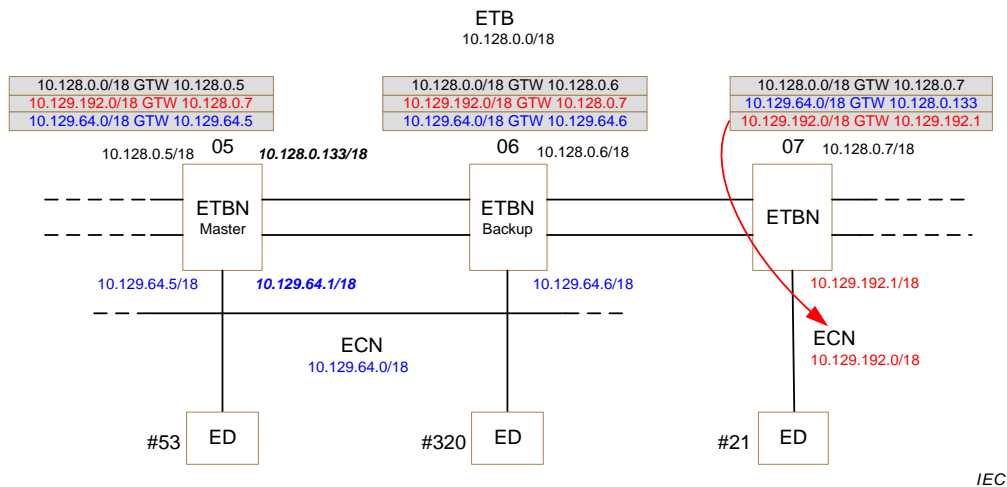 ETB
10.128.0.0/18
10.128.0.0/18 GTW 10.128.0.5
10.129.192.0/18 GTW 10.128.0.7
10.129.64.0/18 GTW 10.129.64.5
10.128.0.0/18 GTW 10.128.0.6
10.129.192.0/18 GTW 10.128.0.7
10.129.64.0/18 GTW 10.129.64.6
10.128.0.0/18 GTW 10.128.0.7
10.129.64.0/18 GTW 10.128.0.133
10.129.192.0/18 GTW 10.129.192.1
05
10.128.0.5/18
10.128.0.133/18
06
10.128.0.6/18
07
10.128.0.7/18
ETBN
Master
ETBN
Backup
ETBN
10.129.64.5/18
10.129.64.1/18
10.129.64.6/18
10.129.192.1/18
ECN
10.129.64.0/18
ECN
10.129.192.0/18
#53
ED
#320
ED
#21
ED
IEC